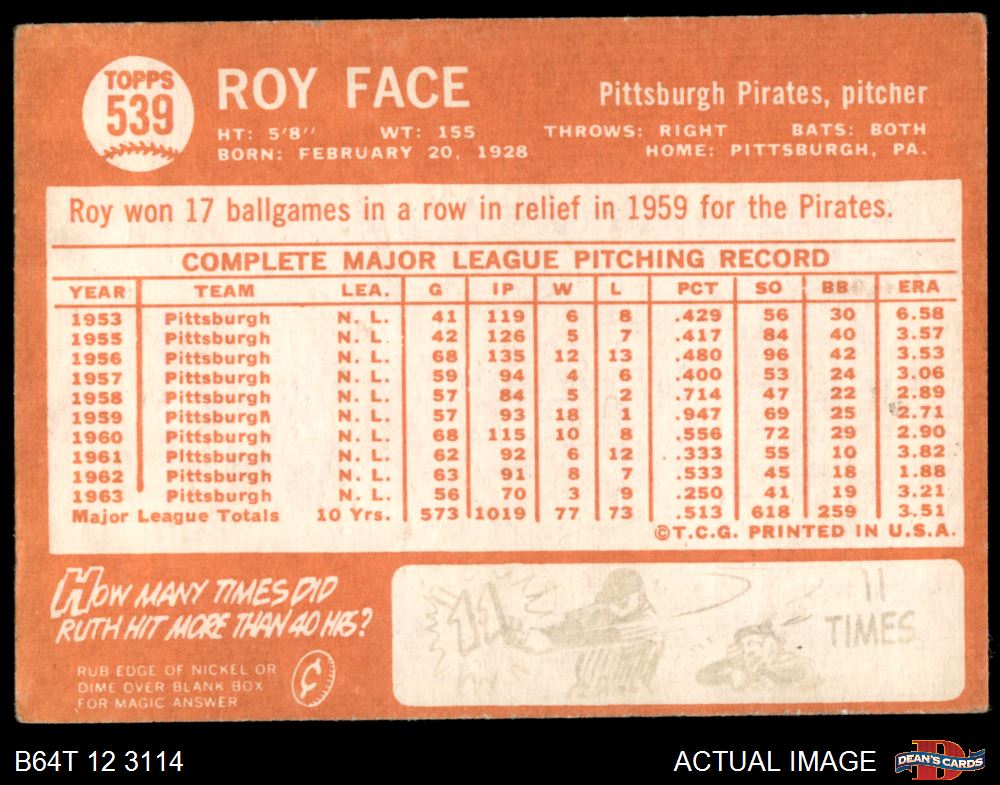 TOPPS
539
ROY FACE
Pittsburgh Pirates, pitcher
HT: 5'8" WT: 155 THROWS: RIGHT BATS: BOTH
BORN: FEBRUARY 20, 1928 HOME: PITTSBURGH, PA.
Roy won 17 ballgames in a row in relief in 1959 for the Pirates.
COMPLETE MAJOR LEAGUE PITCHING RECORD
YEAR TEAM LEA. G IP W L PCT SO BB ERA
1953 Pittsburgh N. L. 41 119 6 8 .429 56 30 6.58
1955 Pittsburgh N. L. 42 126 5 7 .417 84 40 3.57
1956 Pittsburgh N. L. 68 135 12 13 .480 96 42 3.53
1957 Pittsburgh N. L. 59 94 4 6 .400 53 24 3.06
1958 Pittsburgh N. L. 57 84 5 2 .714 47 22 2.89
1959 Pittsburgh N. L. 57 93 18 1 .947 69 25 2.71
1960 Pittsburgh N. L. 68 115 10 8 .556 72 29 2.90
1961 Pittsburgh N. L. 62 92 6 12 .333 55 10 3.82
1962 Pittsburgh N. L. 63 91 8 7 .533 45 18 1.88
1963 Pittsburgh N. L. 56 70 3 9 .250 41 19 3.21
Major League Totals 10 Yrs. 573 1019 77 73 .513 618 259 3.51
©T.C.G. PRINTED IN U.S.A.
HOW MANY TIMES DID
RUTH HIT MORE THAN 40 HRS?
RUB EDGE OF NICKEL OR
DIME OVER BLANK BOX
FOR MAGIC ANSWER
¢
11
11
TIMES
B64T 12 3114
ACTUAL IMAGE
DEAN'S CARDS